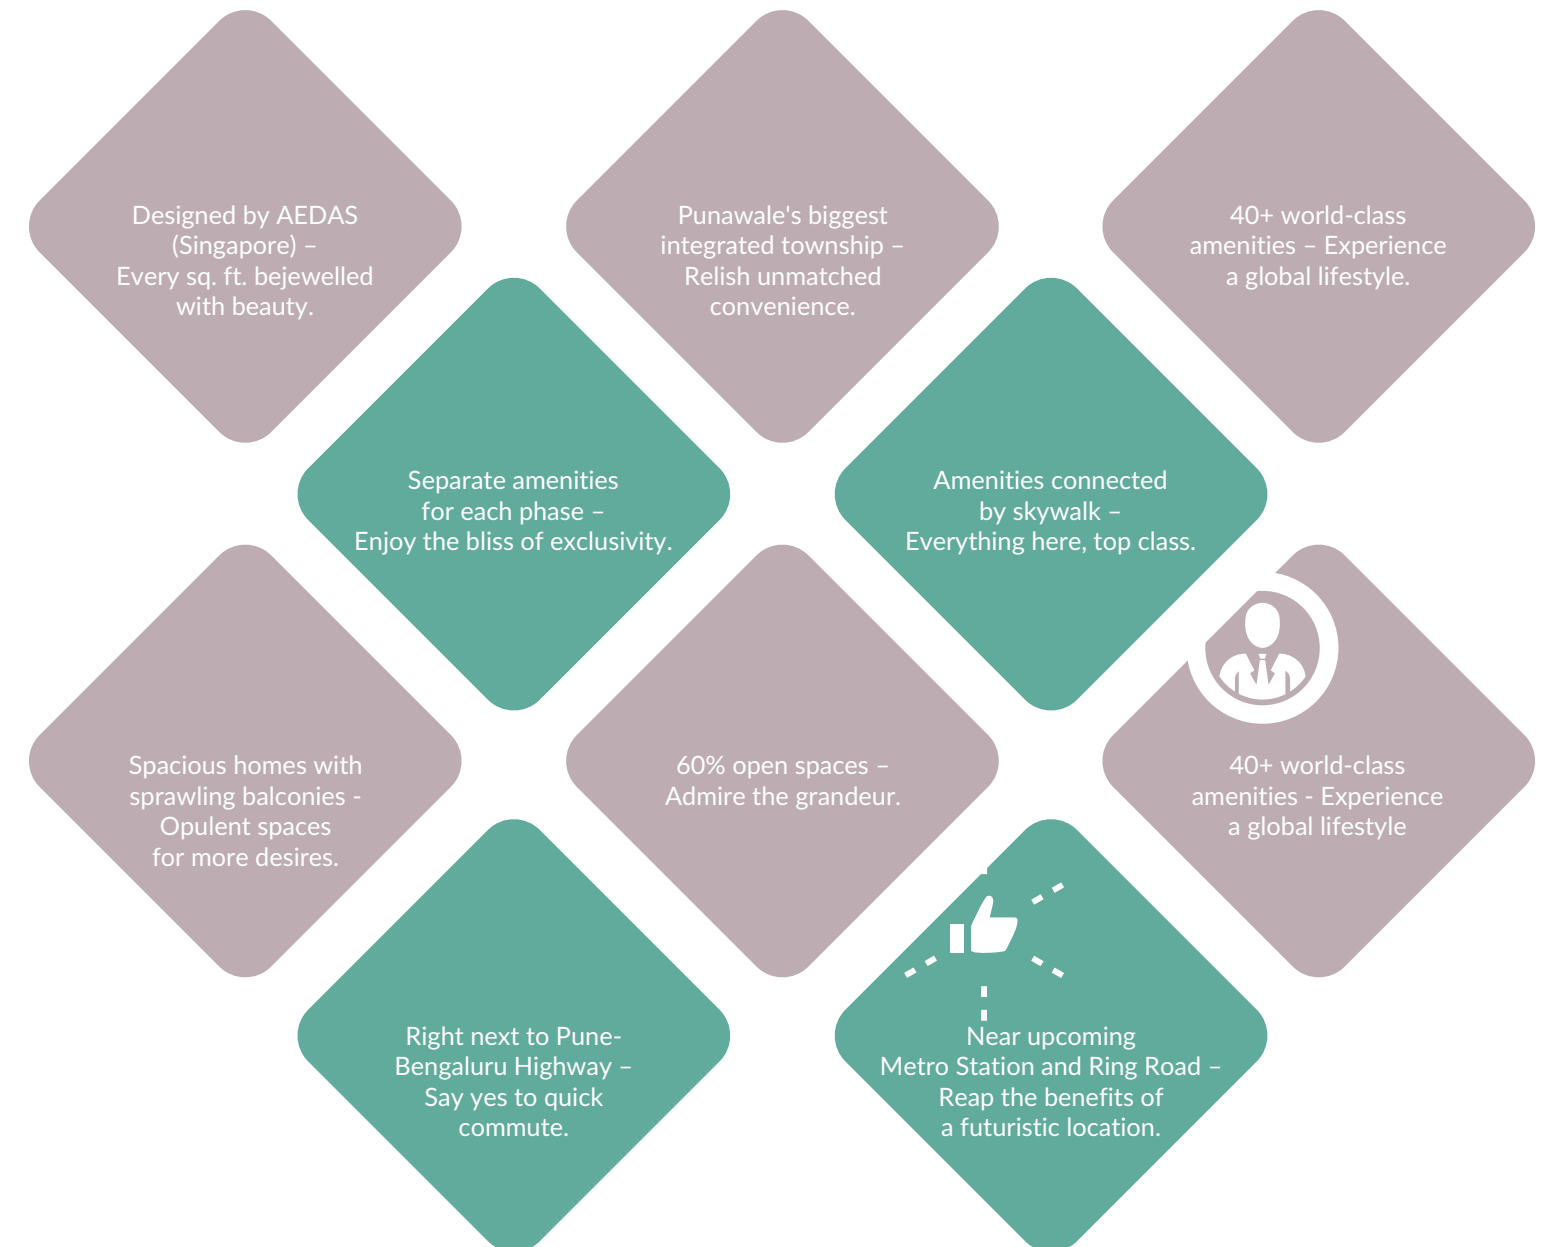 Designed by AEDAS
(Singapore) –
Every sq. ft. bejewelled
with beauty.
Punawale's biggest
integrated township –
Relish unmatched
convenience.
40+ world-class
amenities – Experience
a global lifestyle.
Separate amenities
for each phase –
Enjoy the bliss of exclusivity.
Amenities connected
by skywalk –
Everything here, top class.
Spacious homes with
sprawling balconies -
Opulent spaces
for more desires.
60% open spaces –
Admire the grandeur.
40+ world-class
amenities - Experience
a global lifestyle
Right next to Pune-
Bengaluru Highway –
Say yes to quick
commute.
Near upcoming
Metro Station and Ring Road –
Reap the benefits of
a futuristic location.